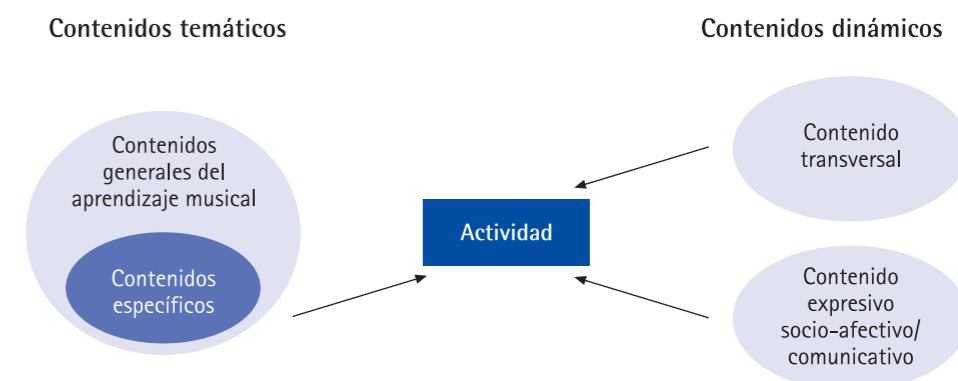 Contenidos temáticos
Contenidos dinámicos
Contenidos
generales del
aprendizaje musical
Contenidos
específicos
Actividad
Contenido
transversal
Contenido
expresivo
socio-afectivo/
comunicativo